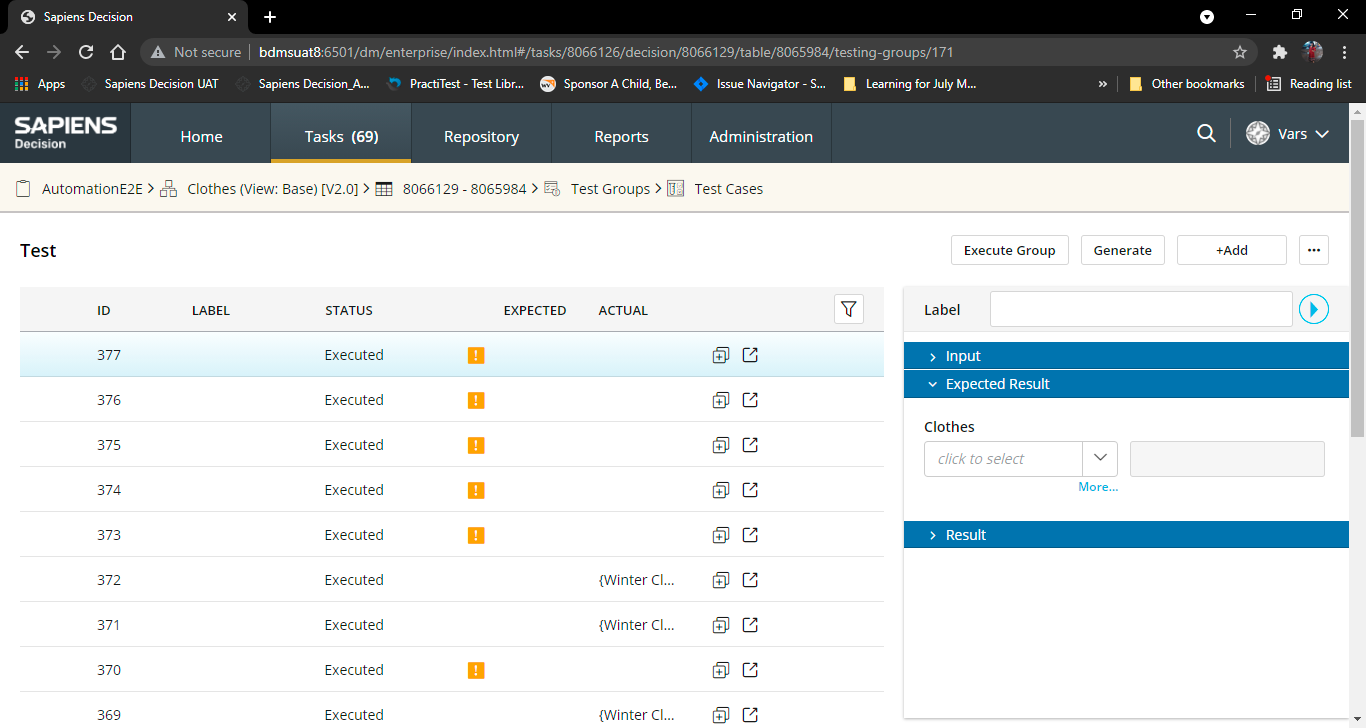 Sapiens Decision
Not secure bdmsuat8:6501/dm/enterprise/index.html#/tasks/8066126/decision/8066129/table/8065984/testing-groups/171
Apps Sapiens Decision UAT Sapiens Decision_A... PractiTest - Test Libr... Sponsor A Child, Be... Issue Navigator - S... Learning for July M... » Other bookmarks Reading list
SAPIENS
Decision
Home Tasks (69) Repository Reports Administration Vars
AutomationE2E > Clothes (View: Base) [V2.0] > 8066129 - 8065984 > Test Groups > Test Cases
Test Execute Group Generate +Add ...
ID LABEL STATUS EXPECTED ACTUAL
377 Executed !
376 Executed !
375 Executed !
374 Executed !
373 Executed !
372 Executed {Winter Cl...
371 Executed {Winter Cl...
370 Executed !
369 Executed {Winter Cl...
Label
Input
Expected Result
Clothes
click to select
More...
Result